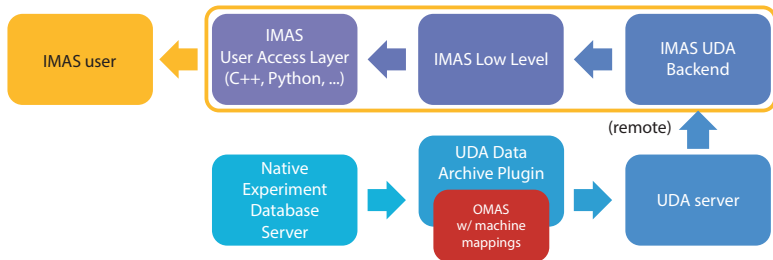 IMAS user
IMAS
User Access Layer
(C++, Python, ...)
IMAS Low Level
IMAS UDA
Backend
(remote)
Native
Experiment
Database
Server
UDA Data
Archive Plugin
OMAS
w/ machine
mappings
UDA server